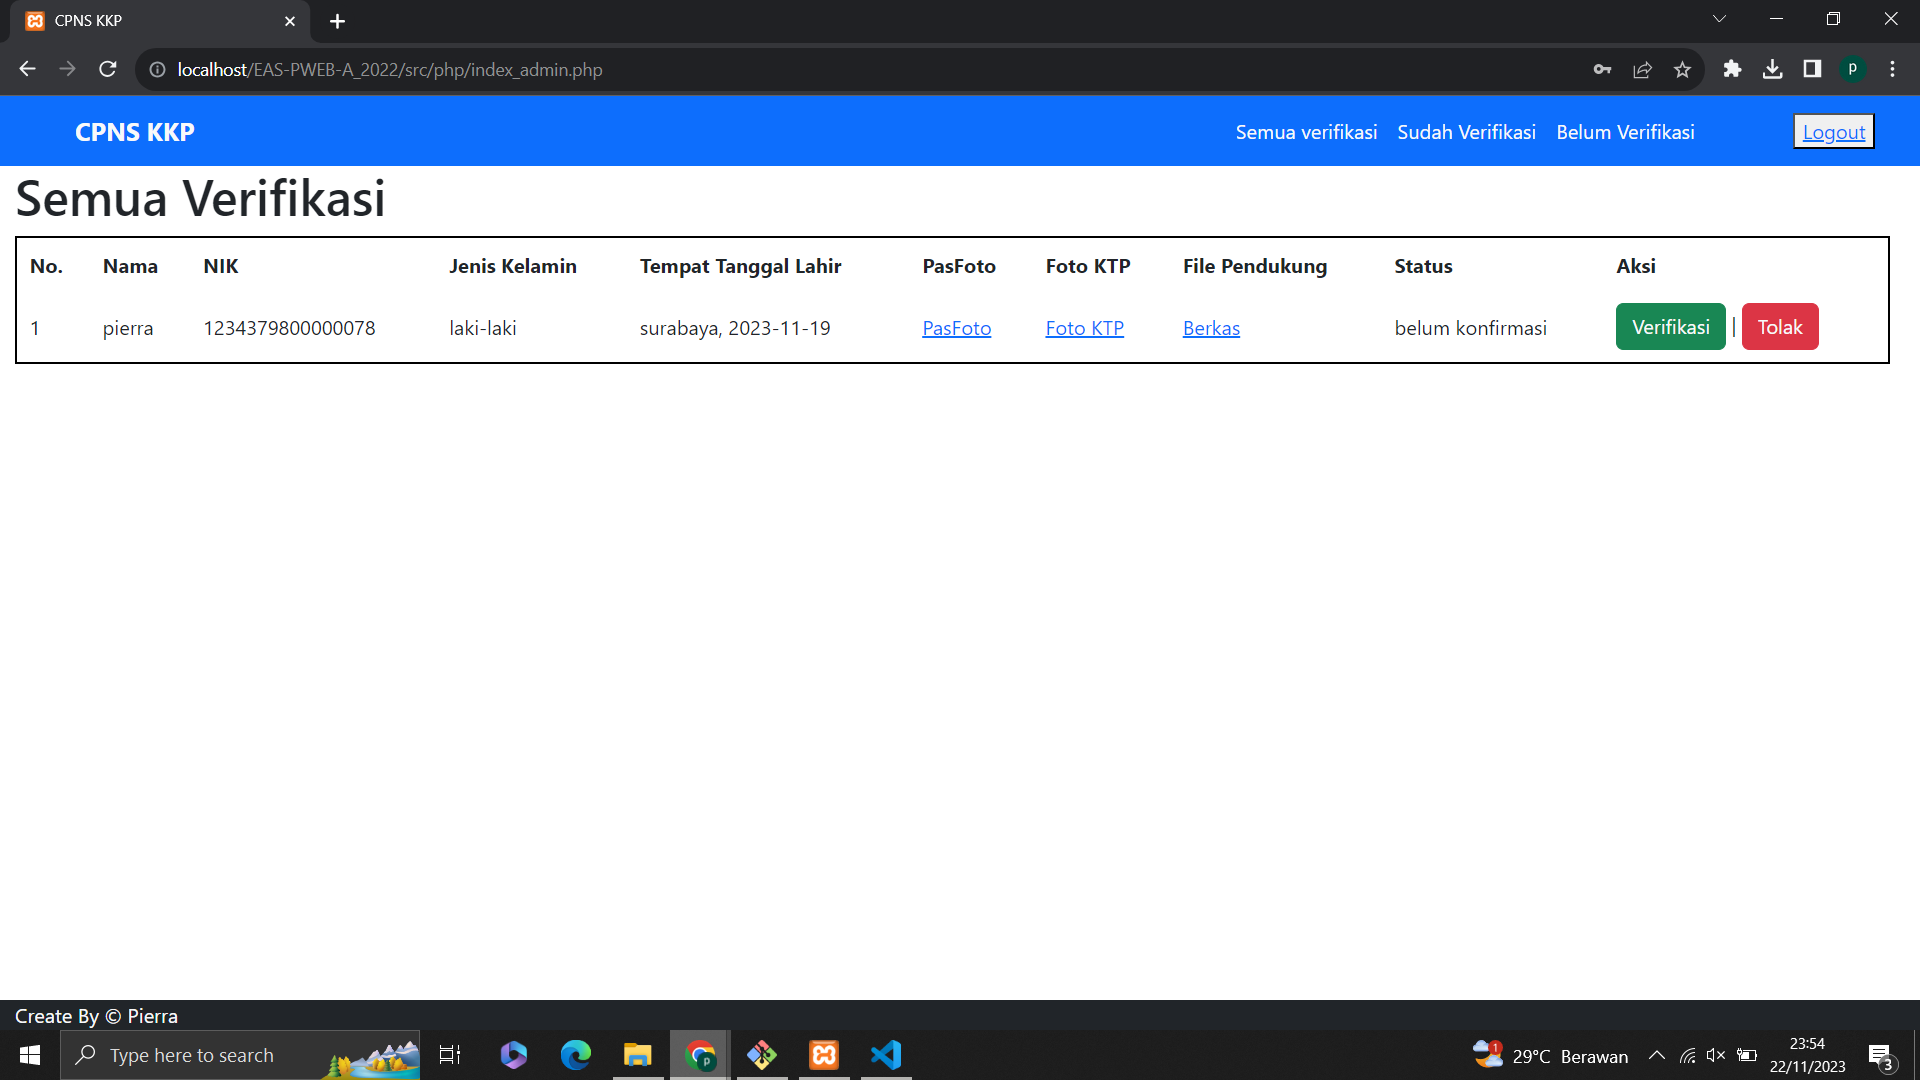 CPNS KKP
localhost/EAS-PWEB-A_2022/src/php/index_admin.php
p
CPNS KKP Semua verifikasi Sudah Verifikasi Belum Verifikasi Logout
Semua Verifikasi
No. Nama NIK Jenis Kelamin Tempat Tanggal Lahir PasFoto Foto KTP File Pendukung Status Aksi
1 pierra 1234379800000078 laki-laki surabaya, 2023-11-19 PasFoto Foto KTP Berkas belum konfirmasi Verifikasi | Tolak
Create By © Pierra
Type here to search
p
1
29°C Berawan
23:54
22/11/2023
3